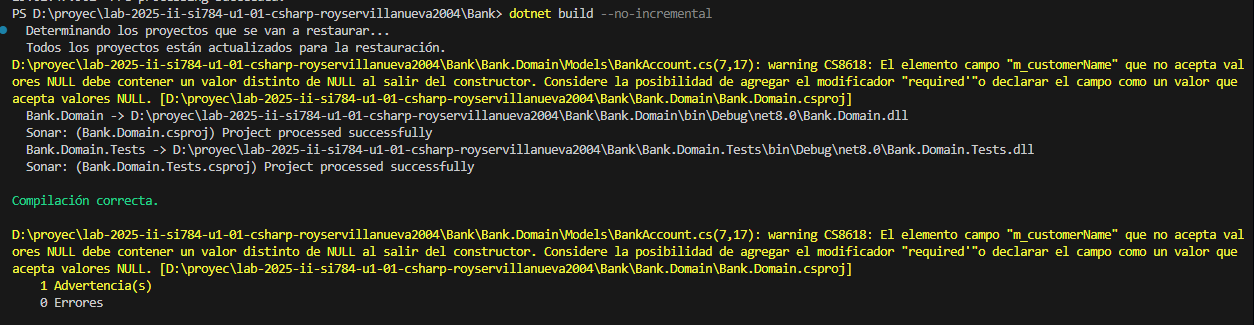 PS D:\proyec\lab-2025-ii-si784-u1-01-csharp-royservillanueva2004\Bank> dotnet build --no-incremental
Determinando los proyectos que se van a restaurar...
Todos los proyectos están actualizados para la restauración.
D:\proyec\lab-2025-ii-si784-u1-01-csharp-royservillanueva2004\Bank\Bank.Domain\Models\BankAccount.cs(7,17): warning CS8618: El elemento campo "m_customerName" que no acepta val
ores NULL debe contener un valor distinto de NULL al salir del constructor. Considere la posibilidad de agregar el modificador "required'"o declarar el campo como un valor que
acepta valores NULL. [D:\proyec\lab-2025-ii-si784-u1-01-csharp-royservillanueva2004\Bank\Bank.Domain\Bank.Domain.csproj]
Bank.Domain -> D:\proyec\lab-2025-ii-si784-u1-01-csharp-royservillanueva2004\Bank\Bank.Domain\bin\Debug\net8.0\Bank.Domain.dll
Sonar: (Bank.Domain.csproj) Project processed successfully
Bank.Domain.Tests -> D:\proyec\lab-2025-ii-si784-u1-01-csharp-royservillanueva2004\Bank\Bank.Domain.Tests\bin\Debug\net8.0\Bank.Domain.Tests.dll
Sonar: (Bank.Domain.Tests.csproj) Project processed successfully
Compilación correcta.
D:\proyec\lab-2025-ii-si784-u1-01-csharp-royservillanueva2004\Bank\Bank.Domain\Models\BankAccount.cs(7,17): warning CS8618: El elemento campo "m_customerName" que no acepta val
ores NULL debe contener un valor distinto de NULL al salir del constructor. Considere la posibilidad de agregar el modificador "required'"o declarar el campo como un valor que
acepta valores NULL. [D:\proyec\lab-2025-ii-si784-u1-01-csharp-royservillanueva2004\Bank\Bank.Domain\Bank.Domain.csproj]
1 Advertencia(s)
0 Errores